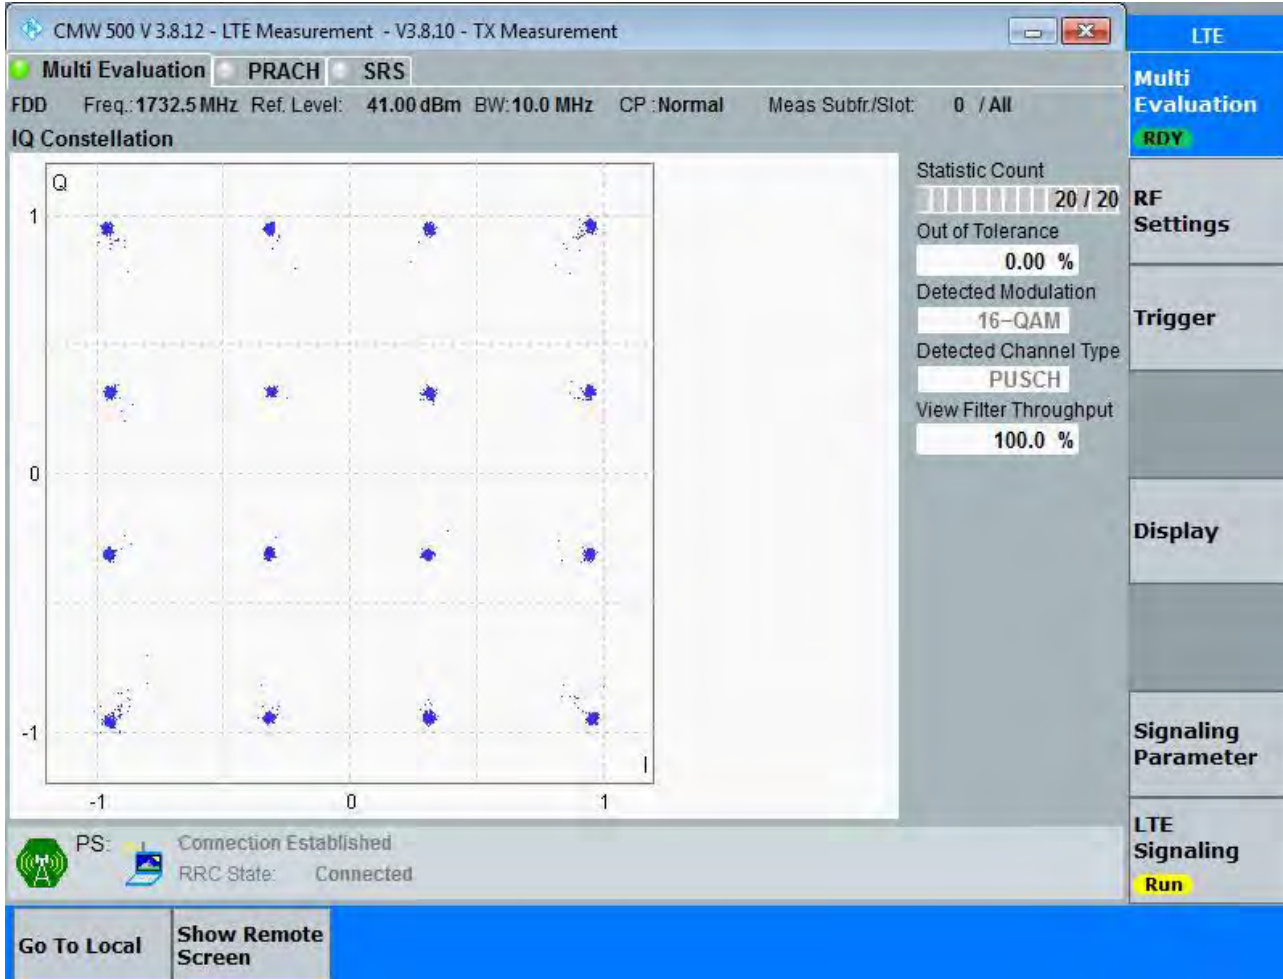 CMW 500 V 3.8.12 - LTE Measurement - V3.8.10 - TX Measurement
LTE
Multi Evaluation PRACH SRS
Multi
Evaluation
RDY
FDD Freq.:1732.5 MHz Ref. Level: 41.00 dBm BW:10.0 MHz CP :Normal Meas Subfr./Slot: 0 / All
IQ Constellation
Q
1
0
-1
-1 0 1
I
Statistic Count
20 / 20
Out of Tolerance
0.00 %
Detected Modulation
16-QAM
Detected Channel Type
PUSCH
View Filter Throughput
100.0 %
RF
Settings
Trigger
Display
Signaling
Parameter
LTE
Signaling
Run
PS: Connection Established
RRC State: Connected
Go To Local
Show Remote
Screen